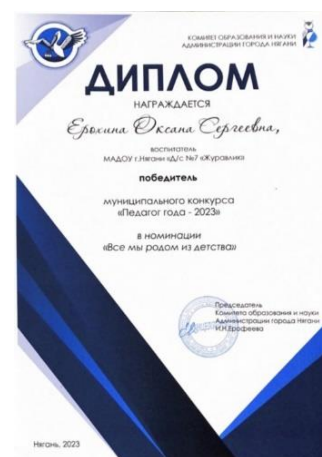 КОМИТЕТ ОБРАЗОВАНИЯ И НАУКИ
АДМИНИСТРАЦИИ ГОРОДА НЯГАНИ
ДИПЛОМ
НАГРАЖДАЕТСЯ
Ерохина Оксана Сергеевна,
воспитатель
МАДОУ г.Нягани «Д/с №7 «Журавлик»
победитель
муниципального конкурса
«Педагог года - 2023»
в номинации
«Все мы родом из детства»
Председатель
Комитета образования и науки
Администрации города Нягани
И.Н.Ерофеева
Нягань, 2023